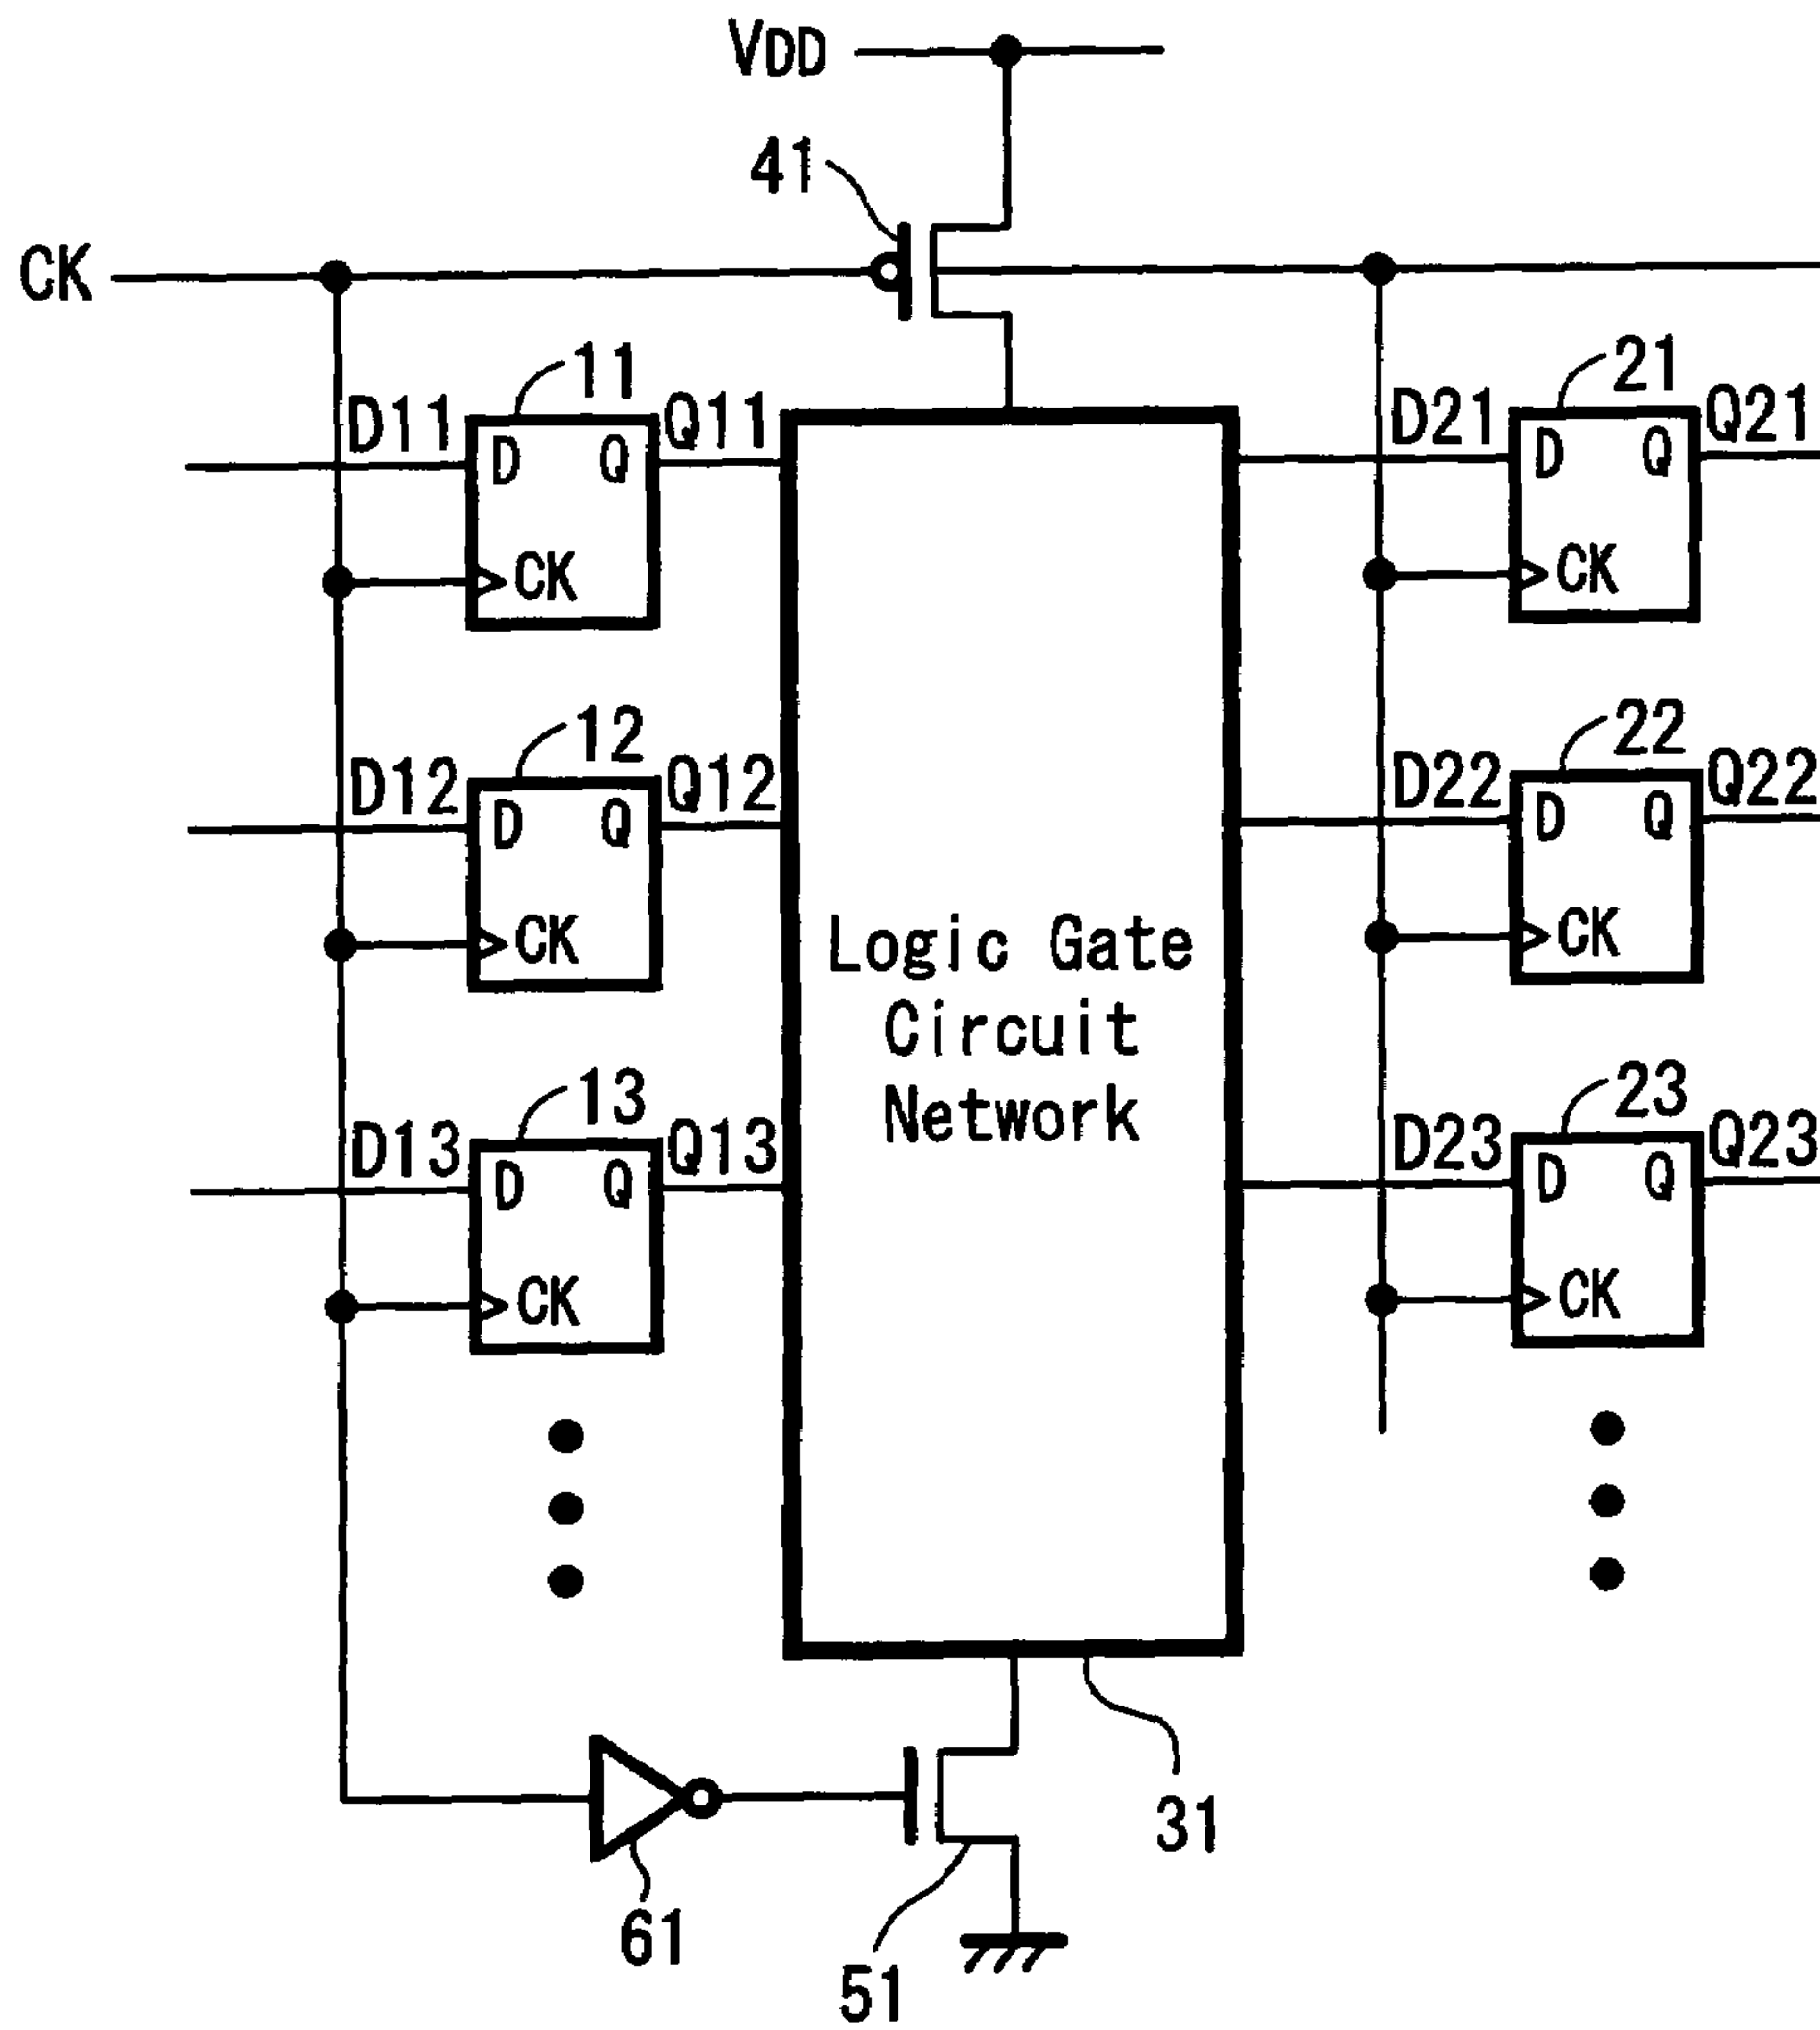 VDD
41
CK
11
21
D11
Q11
D21
Q21
D Q
D Q
CK
CK
12
22
D12
Q12
D22
Q22
D Q
D Q
CK
CK
Logic Gate
Circuit
Network
13
23
D13
Q13
D23
Q23
D Q
D Q
CK
CK
31
61
51